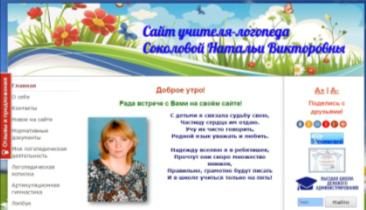 Сайт учителя-логопеда
Соколовой Натальи Викторовны
Отзывы и предложения
Главная
О себе
Контакты
Новое на сайте
Нормативные
документы
Моя логопедическая
деятельность
Логопедическая
копилка
Артикуляционная
гимнастика
Лэпбук
Доброе утро!
Рада встрече с Вами на своём сайте!
С детьми я связала судьбу свою,
Частицу сердца им отдаю.
Учу их чисто говорить,
Родной язык уважать и любить.
Надежду вселяю я в ребятишек,
Прочтут они скоро множество
книжек,
Правильно, грамотно будут писать
И в школе учиться только на пять!
Поделись с
друзьями!
ВЫСШАЯ ШКОЛА
ДЕЛОВОГО
АДМИНИСТРИРОВАНИЯ
Найти